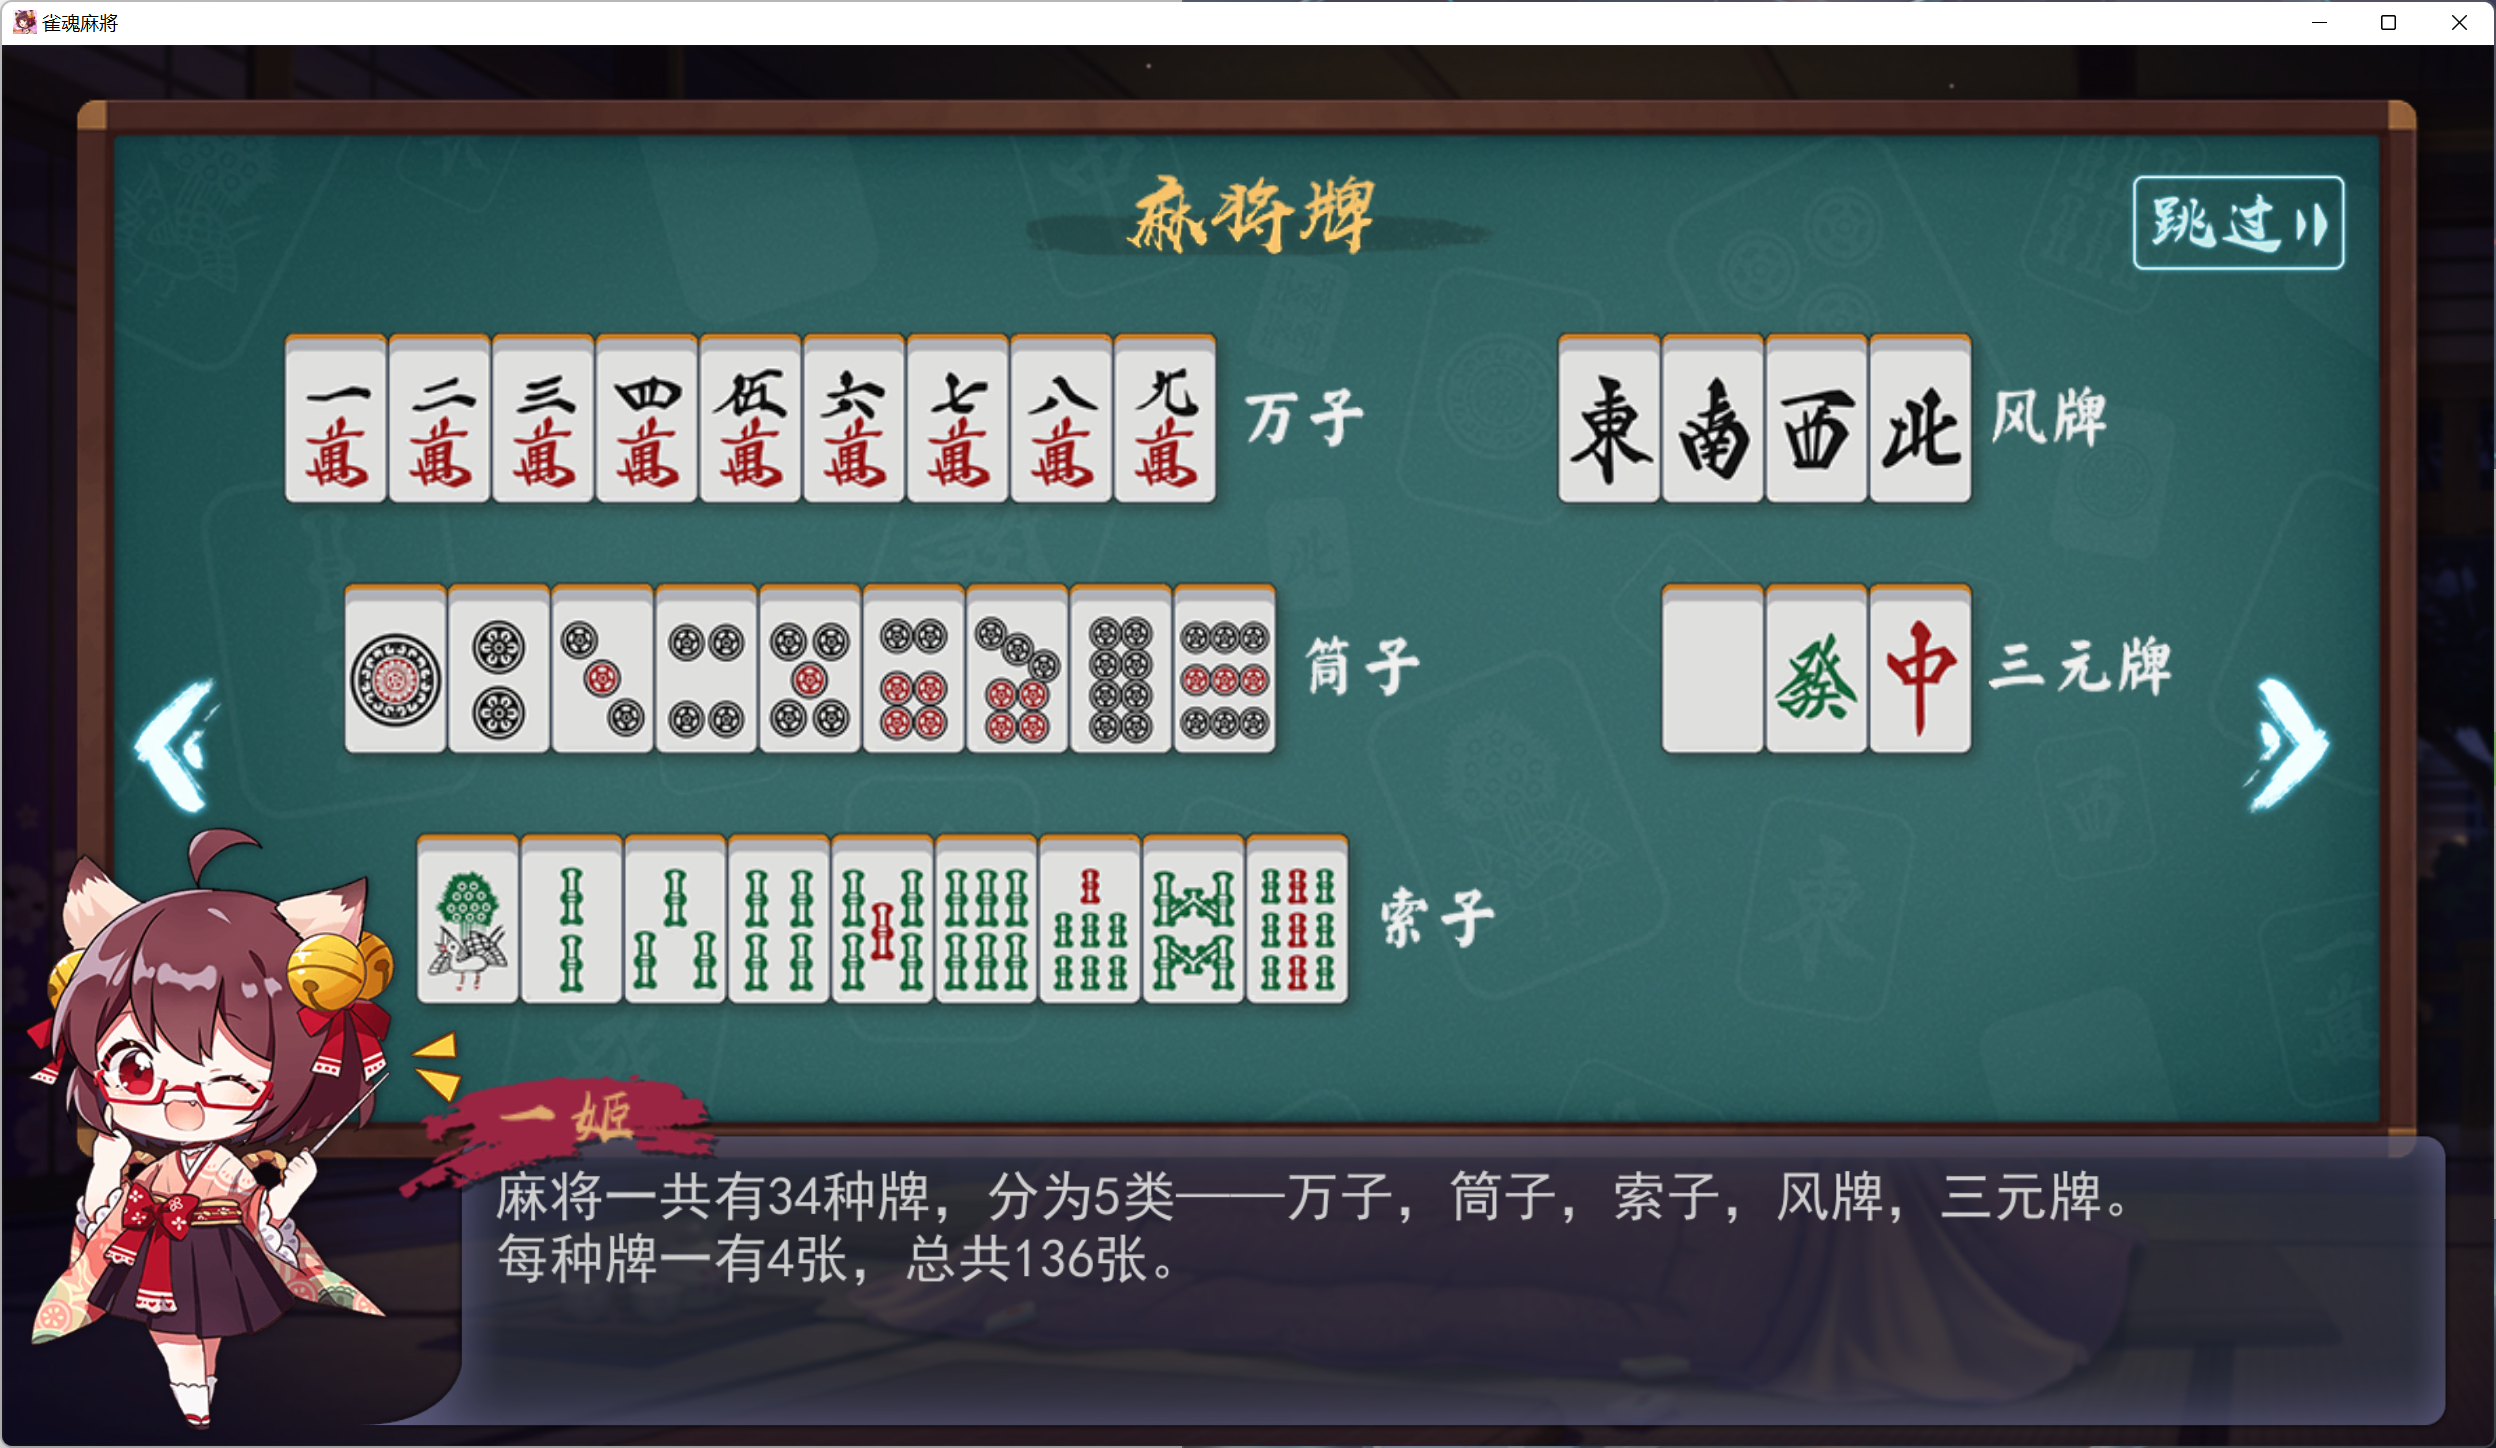 雀魂麻將
麻将牌
跳过
一萬 二萬 三萬 四萬 伍萬 六萬 七萬 八萬 九萬 万子
東 南 西 北 风牌
筒子
發 中 三元牌
索子
一姬
麻将一共有34种牌，分为5类——万子，筒子，索子，风牌，三元牌。
每种牌一有4张，总共136张。